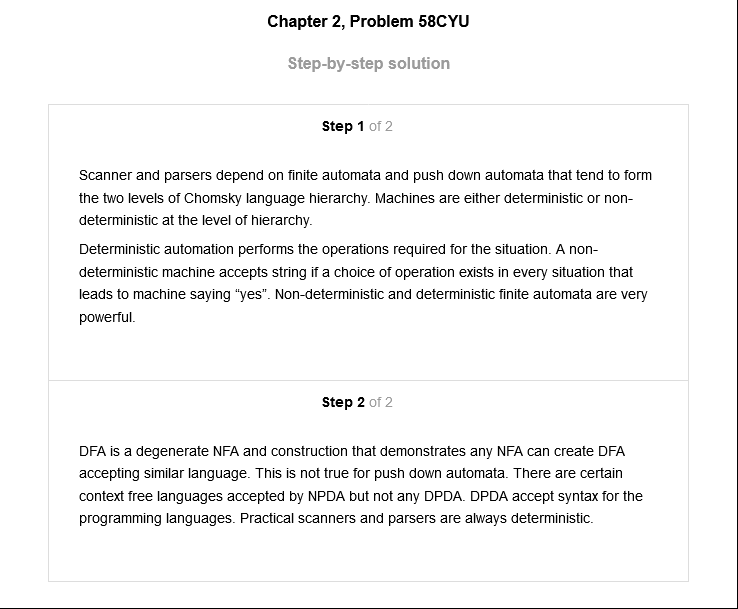 Chapter 2, Problem 58CYU
Step-by-step solution
Step 1 of 2
Scanner and parsers depend on finite automata and push down automata that tend to form
the two levels of Chomsky language hierarchy. Machines are either deterministic or non-
deterministic at the level of hierarchy.
Deterministic automation performs the operations required for the situation. A non-
deterministic machine accepts string if a choice of operation exists in every situation that
leads to machine saying “yes”. Non-deterministic and deterministic finite automata are very
powerful.
Step 2 of 2
DFA is a degenerate NFA and construction that demonstrates any NFA can create DFA
accepting similar language. This is not true for push down automata. There are certain
context free languages accepted by NPDA but not any DPDA. DPDA accept syntax for the
programming languages. Practical scanners and parsers are always deterministic.